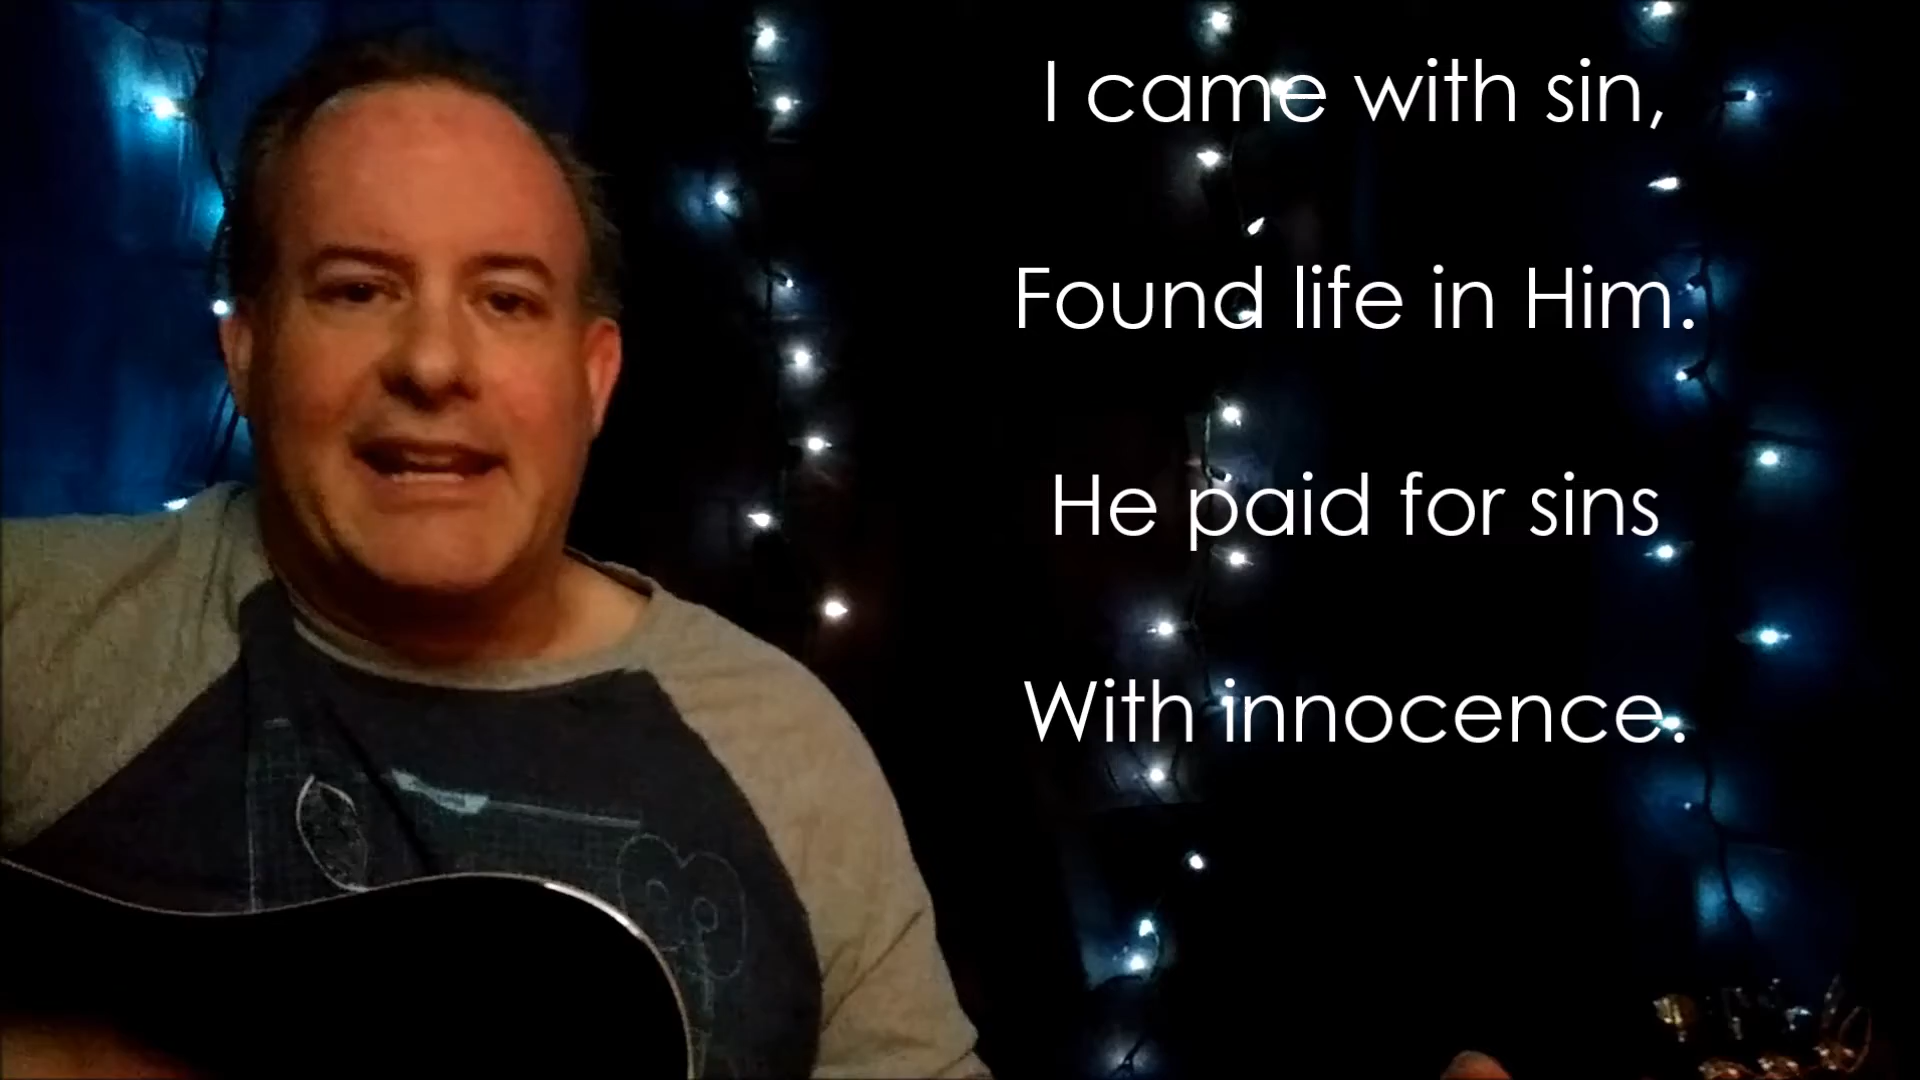 I came with sin,
Found life in Him.
He paid for sins
With innocence.